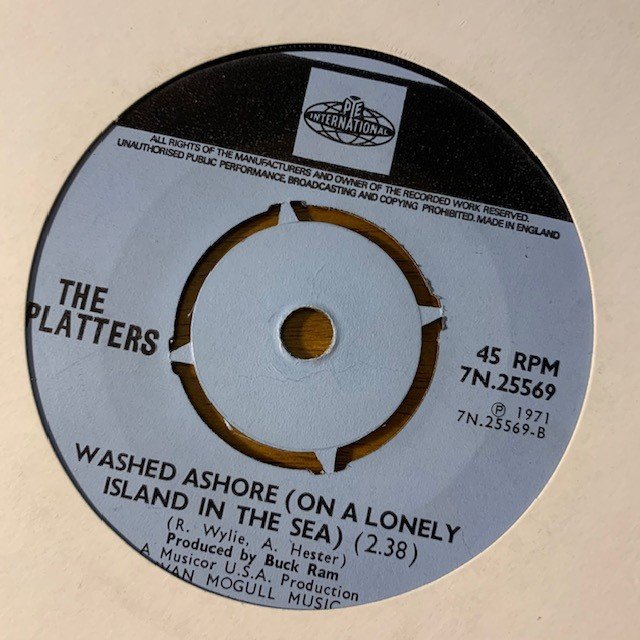 PYE
INTERNATIONAL
ALL RIGHTS OF THE MANUFACTURERS AND OWNER OF THE RECORDED WORK RESERVED.
UNAUTHORISED PUBLIC PERFORMANCE, BROADCASTING AND COPYING PROHIBITED. MADE IN ENGLAND
THE
PLATTERS
45 RPM
7N.25569
℗ 1971
7N.25569-B
WASHED ASHORE (ON A LONELY
ISLAND IN THE SEA) (2.38)
(R. Wylie, A. Hester)
Produced by Buck Ram
A Musicor U.S.A. Production
VAN MOGULL MUSIC